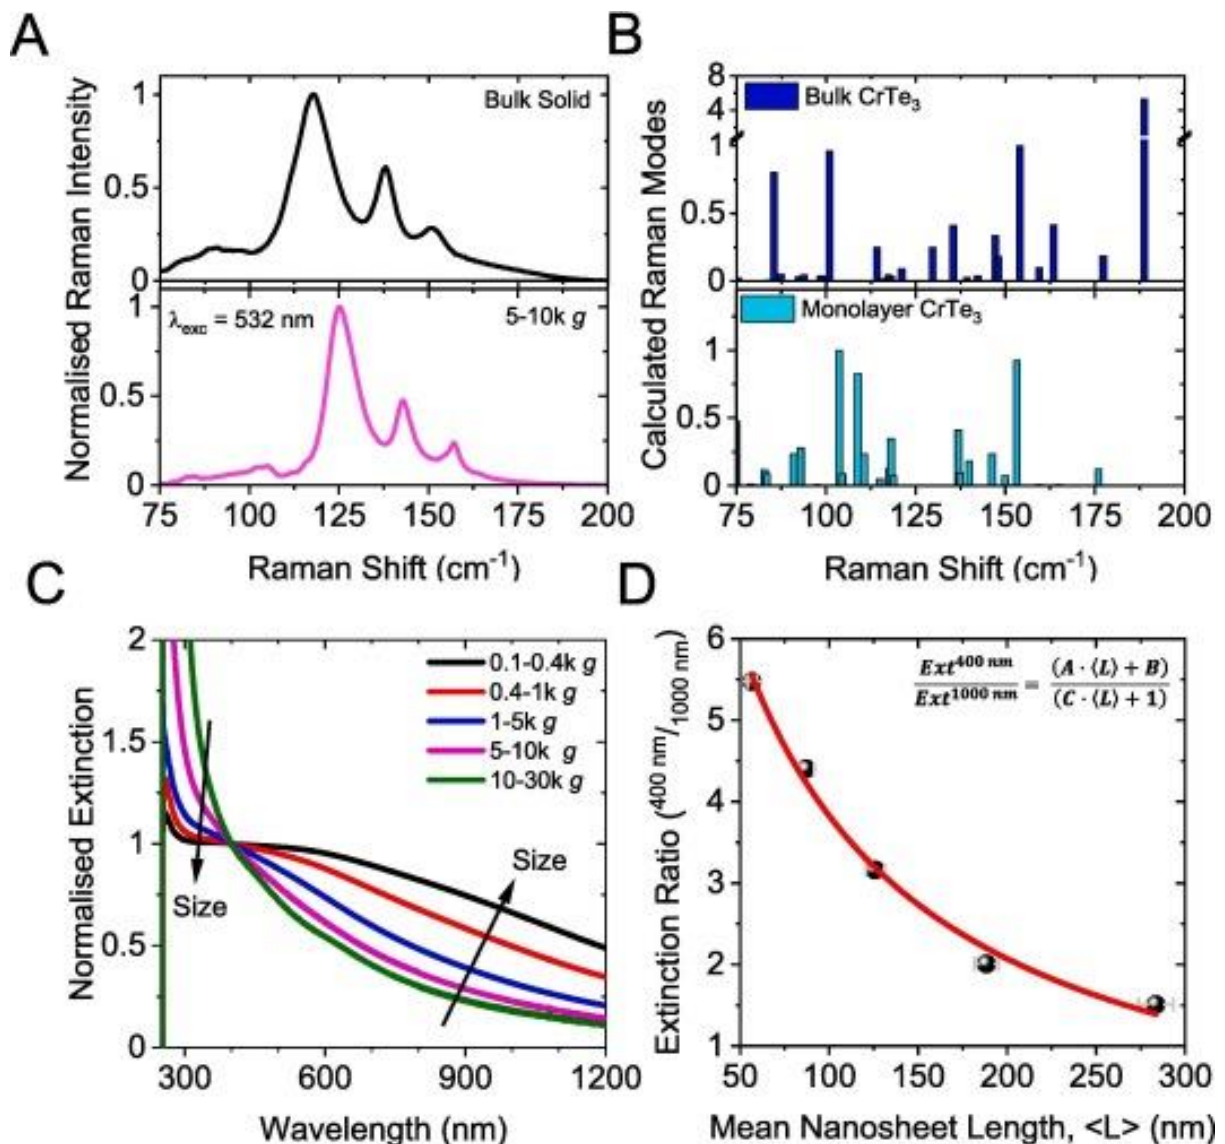 A
Normalised Raman Intensity
1
0.5
0
Bulk Solid
1
0.5
0
λexc = 532 nm
5-10k g
75 100 125 150 175 200
Raman Shift (cm-1)
B
Calculated Raman Modes
8
4
1
0.5
0
Bulk CrTe3
1
0.5
0
Monolayer CrTe3
75 100 125 150 175 200
Raman Shift (cm-1)
C
Normalised Extinction
2
1.5
1
0.5
0
0.1-0.4k g
0.4-1k g
1-5k g
5-10k g
10-30k g
Size
Size
300 600 900 1200
Wavelength (nm)
D
Extinction Ratio (400 nm/1000 nm)
6
5
4
3
2
1
Ext400 nm / Ext1000 nm = (A · ⟨L⟩ + B) / (C · ⟨L⟩ + 1)
50 100 150 200 250 300
Mean Nanosheet Length, <L> (nm)